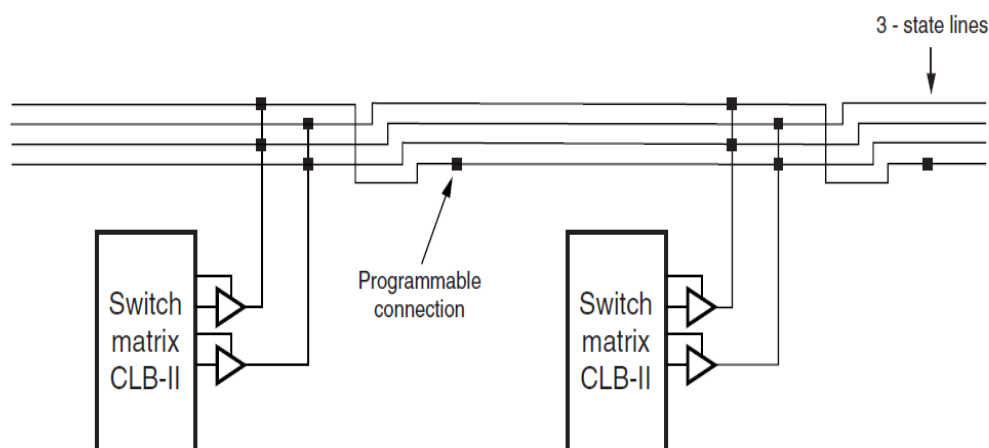 3 - state lines
Programmable
connection
Switch
matrix
CLB-II
Switch
matrix
CLB-II